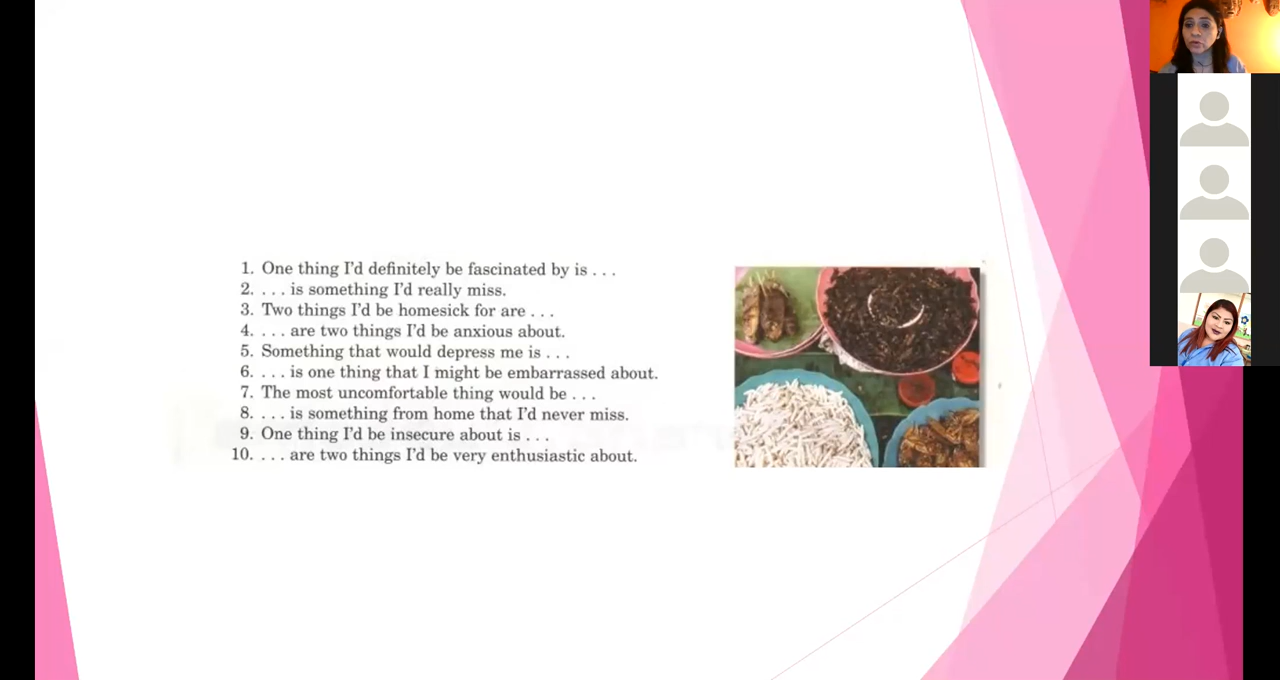 1. One thing I'd definitely be fascinated by is . . .
2. . . . is something I'd really miss.
3. Two things I'd be homesick for are . . .
4. . . . are two things I'd be anxious about.
5. Something that would depress me is . . .
6. . . . is one thing that I might be embarrassed about.
7. The most uncomfortable thing would be . . .
8. . . . is something from home that I'd never miss.
9. One thing I'd be insecure about is . . .
10. . . . are two things I'd be very enthusiastic about.